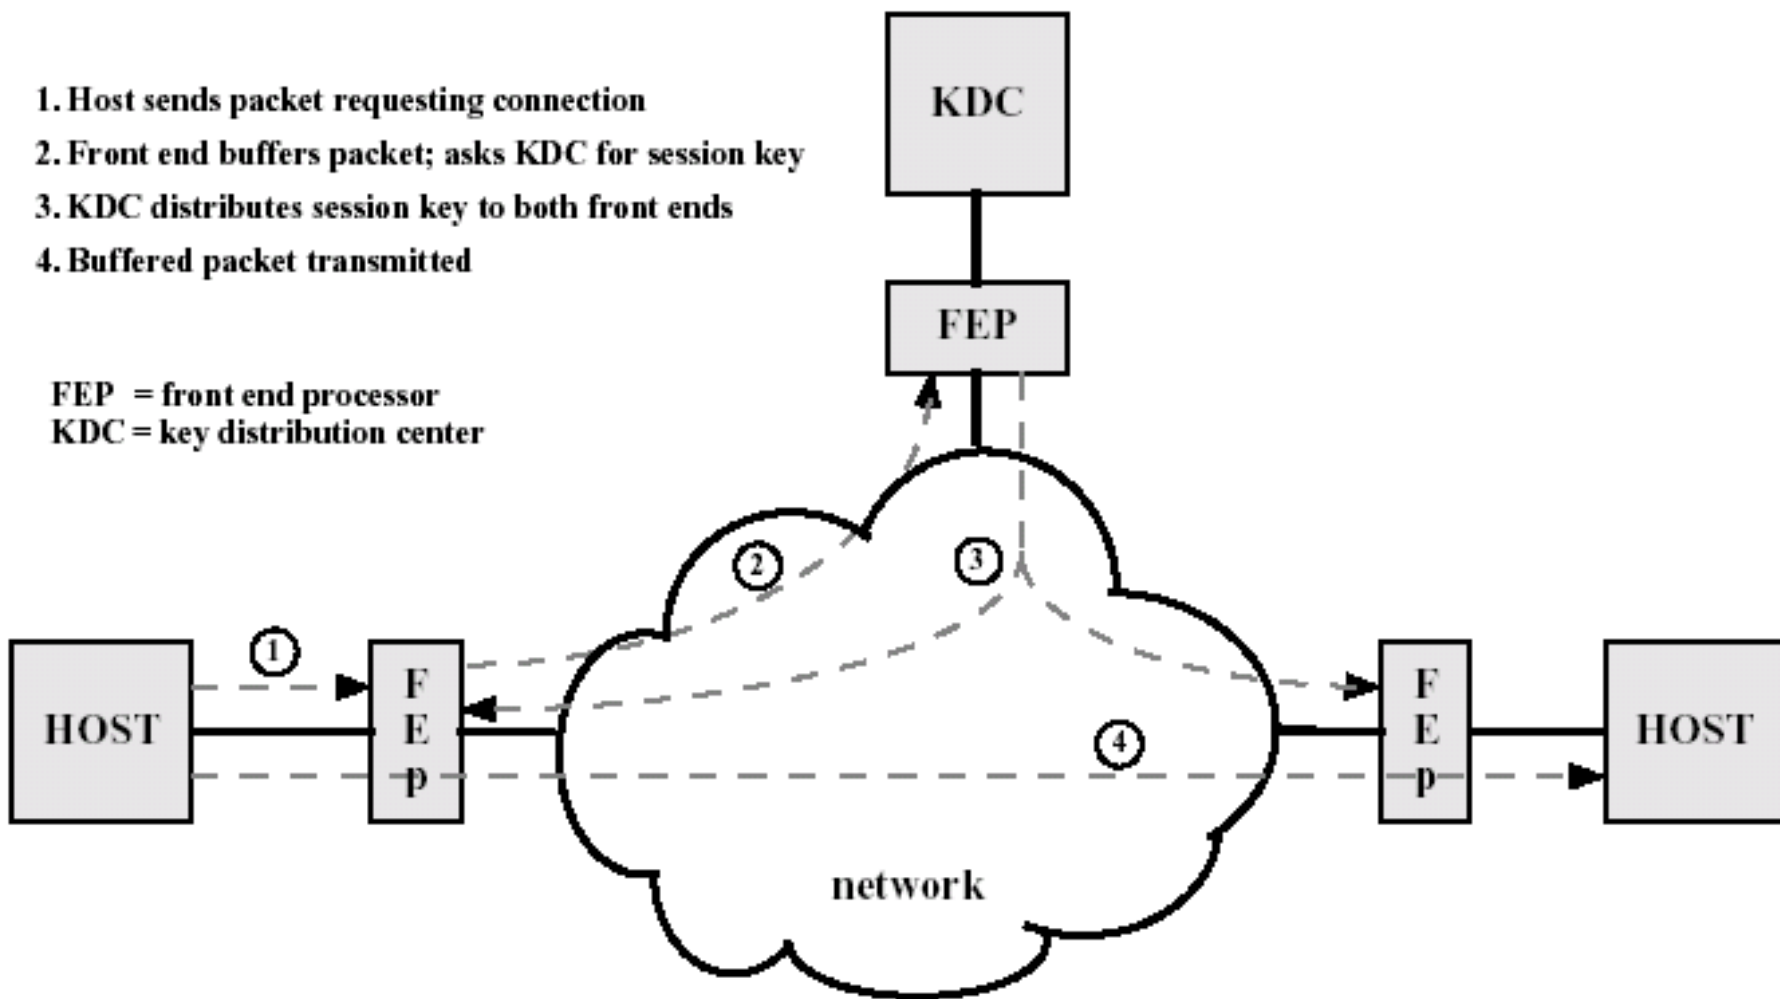 1. Host sends packet requesting connection
2. Front end buffers packet; asks KDC for session key
3. KDC distributes session key to both front ends
4. Buffered packet transmitted
FEP = front end processor
KDC = key distribution center
KDC
FEP
2
3
1
HOST
F
E
p
4
F
E
p
HOST
network